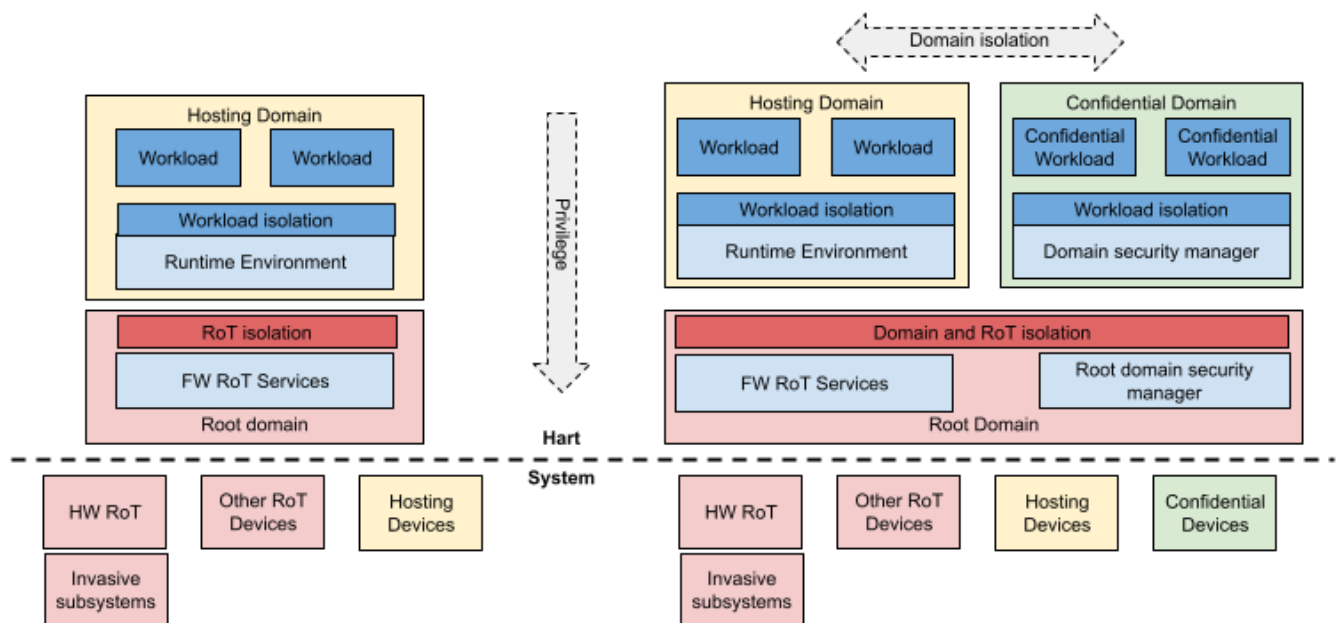 Domain isolation
Hosting Domain
Workload
Workload
Workload isolation
Runtime Environment
RoT isolation
FW RoT Services
Root domain
Privilege
Hosting Domain
Workload
Workload
Workload isolation
Runtime Environment
Confidential Domain
Confidential
Workload
Confidential
Workload
Workload isolation
Domain security manager
Domain and RoT isolation
FW RoT Services
Root domain security
manager
Root Domain
Hart
System
HW RoT
Other RoT
Devices
Hosting
Devices
Invasive
subsystems
HW RoT
Other RoT
Devices
Hosting
Devices
Confidential
Devices
Invasive
subsystems